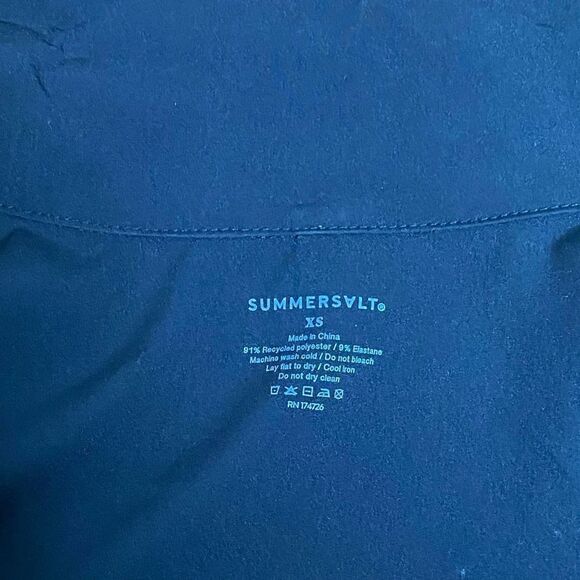 SUMMERSALT®
XS
Made in China
91% Recycled polyester / 9% Elastane
Machine wash cold / Do not bleach
Lay flat to dry / Cool iron
Do not dry clean
RN 174726